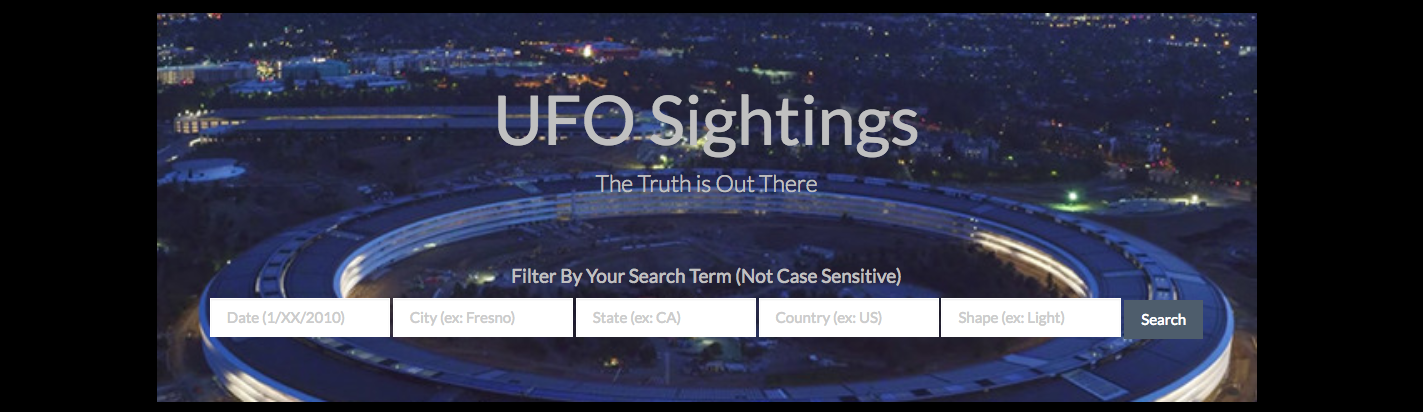 UFO Sightings
The Truth is Out There
Filter By Your Search Term (Not Case Sensitive)
Date (1/XX/2010) City (ex: Fresno) State (ex: CA) Country (ex: US) Shape (ex: Light) Search